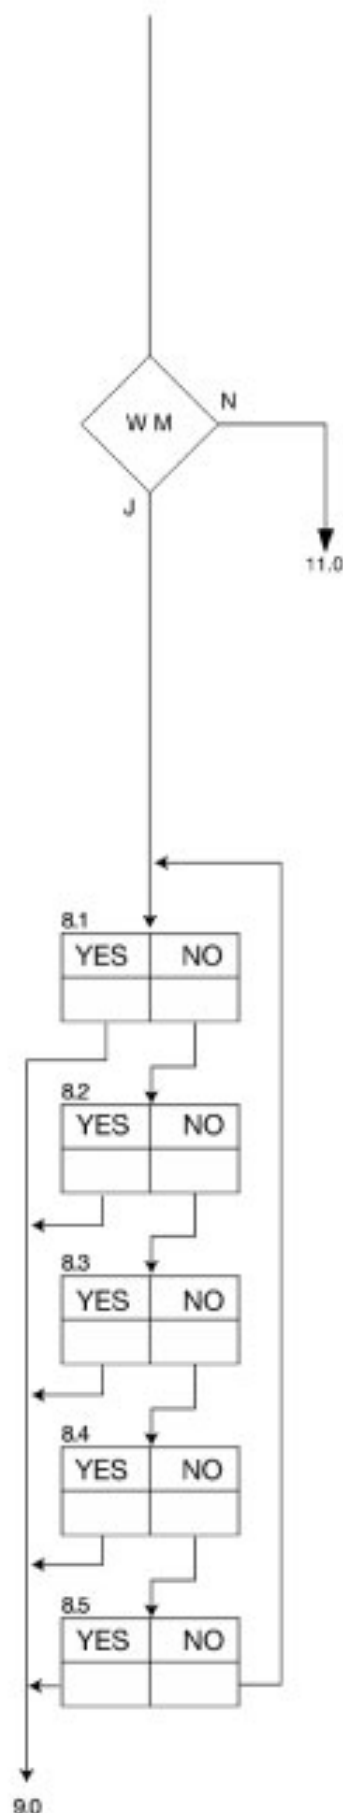 N
W M
J
11.0
8.1
YES NO
8.2
YES NO
8.3
YES NO
8.4
YES NO
8.5
YES NO
9.0